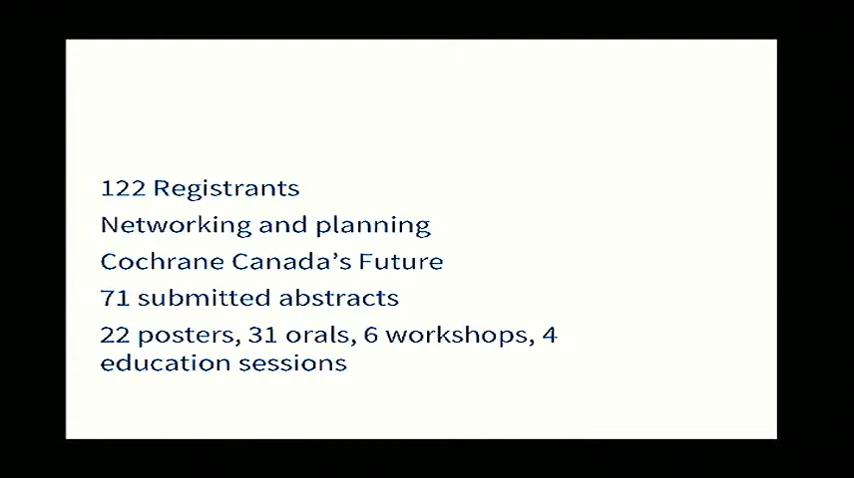 122 Registrants
Networking and planning
Cochrane Canada's Future
71 submitted abstracts
22 posters, 31 orals, 6 workshops, 4
education sessions